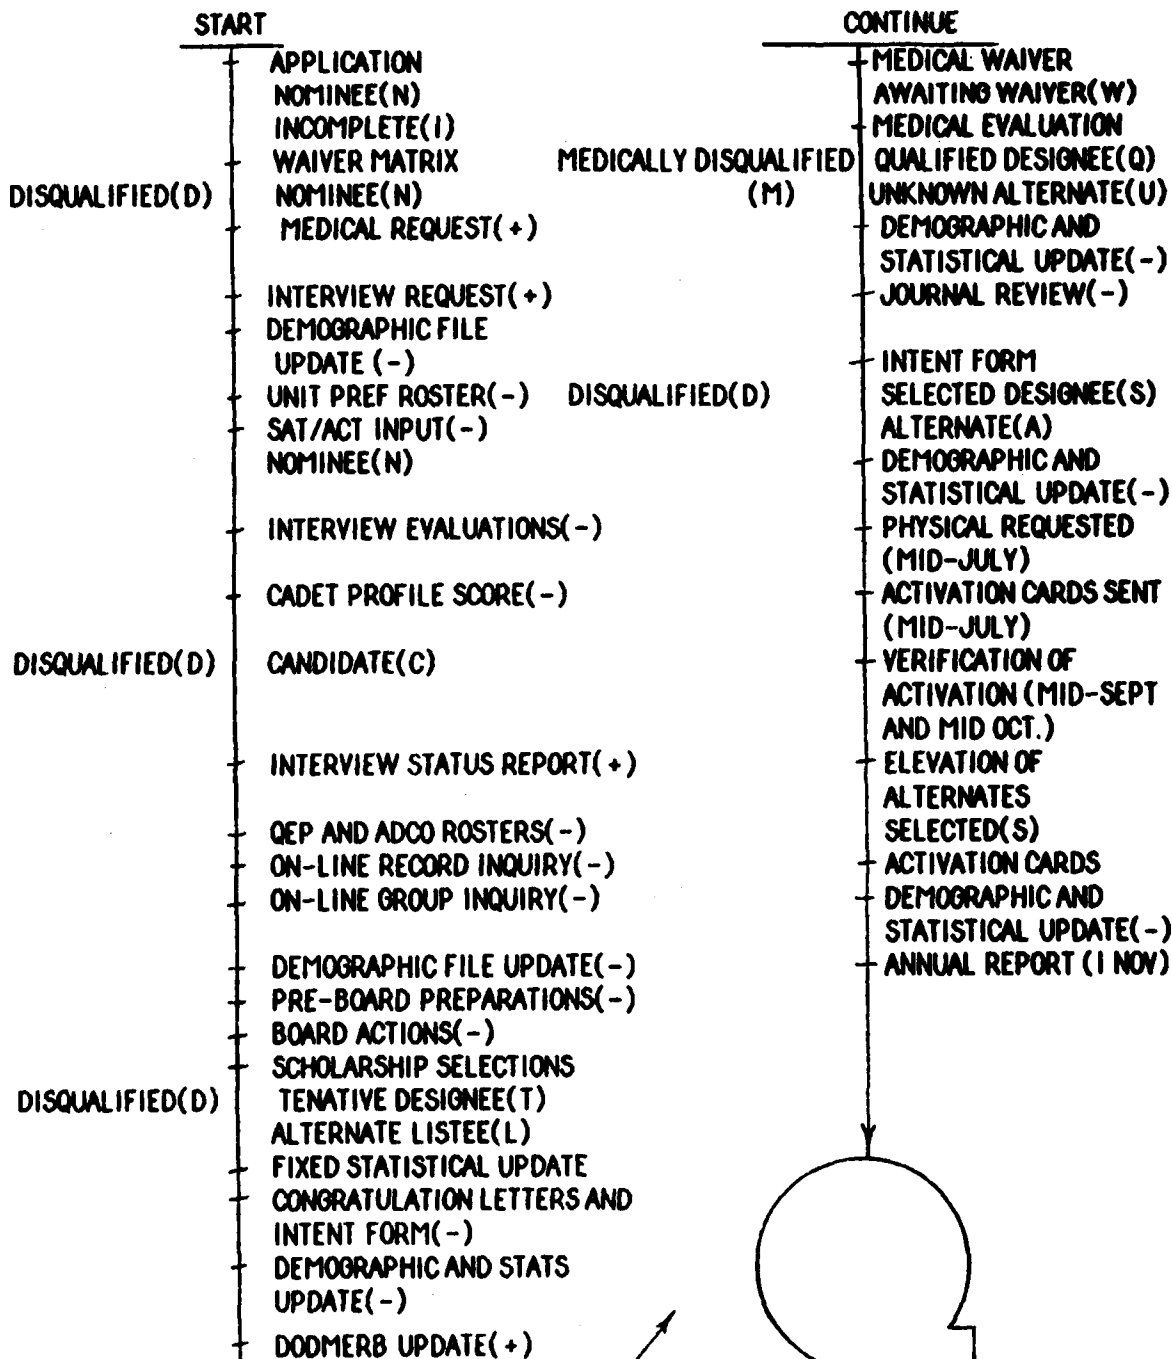 START
APPLICATION
NOMINEE(N)
INCOMPLETE(I)
WAIVER MATRIX
DISQUALIFIED(D)
NOMINEE(N)
MEDICAL REQUEST(+)
INTERVIEW REQUEST(+)
DEMOGRAPHIC FILE
UPDATE (-)
UNIT PREF ROSTER(-)
SAT/ACT INPUT(-)
NOMINEE(N)
INTERVIEW EVALUATIONS(-)
CADET PROFILE SCORE(-)
DISQUALIFIED(D)
CANDIDATE(C)
INTERVIEW STATUS REPORT(+)
QEP AND ADCO ROSTERS(-)
ON-LINE RECORD INQUIRY(-)
ON-LINE GROUP INQUIRY(-)
DEMOGRAPHIC FILE UPDATE(-)
PRE-BOARD PREPARATIONS(-)
BOARD ACTIONS(-)
SCHOLARSHIP SELECTIONS
DISQUALIFIED(D)
TENATIVE DESIGNEE(T)
ALTERNATE LISTEE(L)
FIXED STATISTICAL UPDATE
CONGRATULATION LETTERS AND
INTENT FORM(-)
DEMOGRAPHIC AND STATS
UPDATE(-)
DODMERB UPDATE(+)
CONTINUE
MEDICAL WAIVER
AWAITING WAIVER(W)
MEDICAL EVALUATION
MEDICALLY DISQUALIFIED
(M)
QUALIFIED DESIGNEE(Q)
UNKNOWN ALTERNATE(U)
DEMOGRAPHIC AND
STATISTICAL UPDATE(-)
JOURNAL REVIEW(-)
INTENT FORM
DISQUALIFIED(D)
SELECTED DESIGNEE(S)
ALTERNATE(A)
DEMOGRAPHIC AND
STATISTICAL UPDATE(-)
PHYSICAL REQUESTED
(MID-JULY)
ACTIVATION CARDS SENT
(MID-JULY)
VERIFICATION OF
ACTIVATION (MID-SEPT
AND MID OCT.)
ELEVATION OF
ALTERNATES
SELECTED(S)
ACTIVATION CARDS
DEMOGRAPHIC AND
STATISTICAL UPDATE(-)
ANNUAL REPORT (1 NOV)